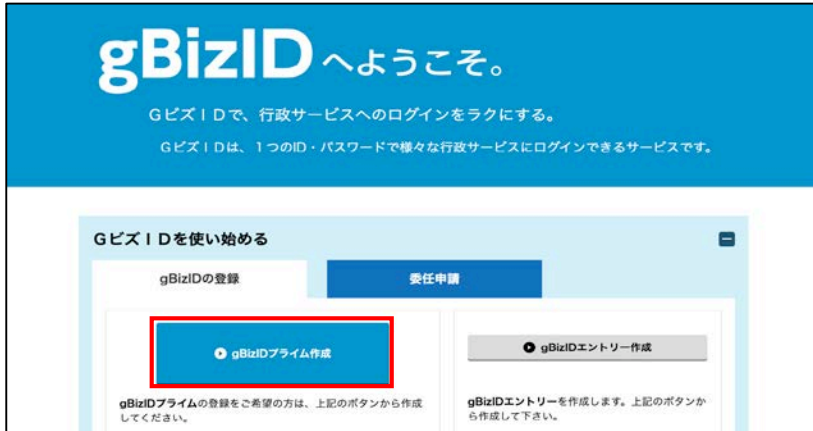 gBizID へようこそ。
GビズIDで、行政サービスへのログインをラクにする。
GビズIDは、1つのID・パスワードで様々な行政サービスにログインできるサービスです。
GビズIDを使い始める
gBizIDの登録
委任申請
gBizIDプライム作成
gBizIDプライムの登録をご希望の方は、上記のボタンから作成
してください。
gBizIDエントリー作成
gBizIDエントリーを作成します。上記のボタンか
ら作成して下さい。